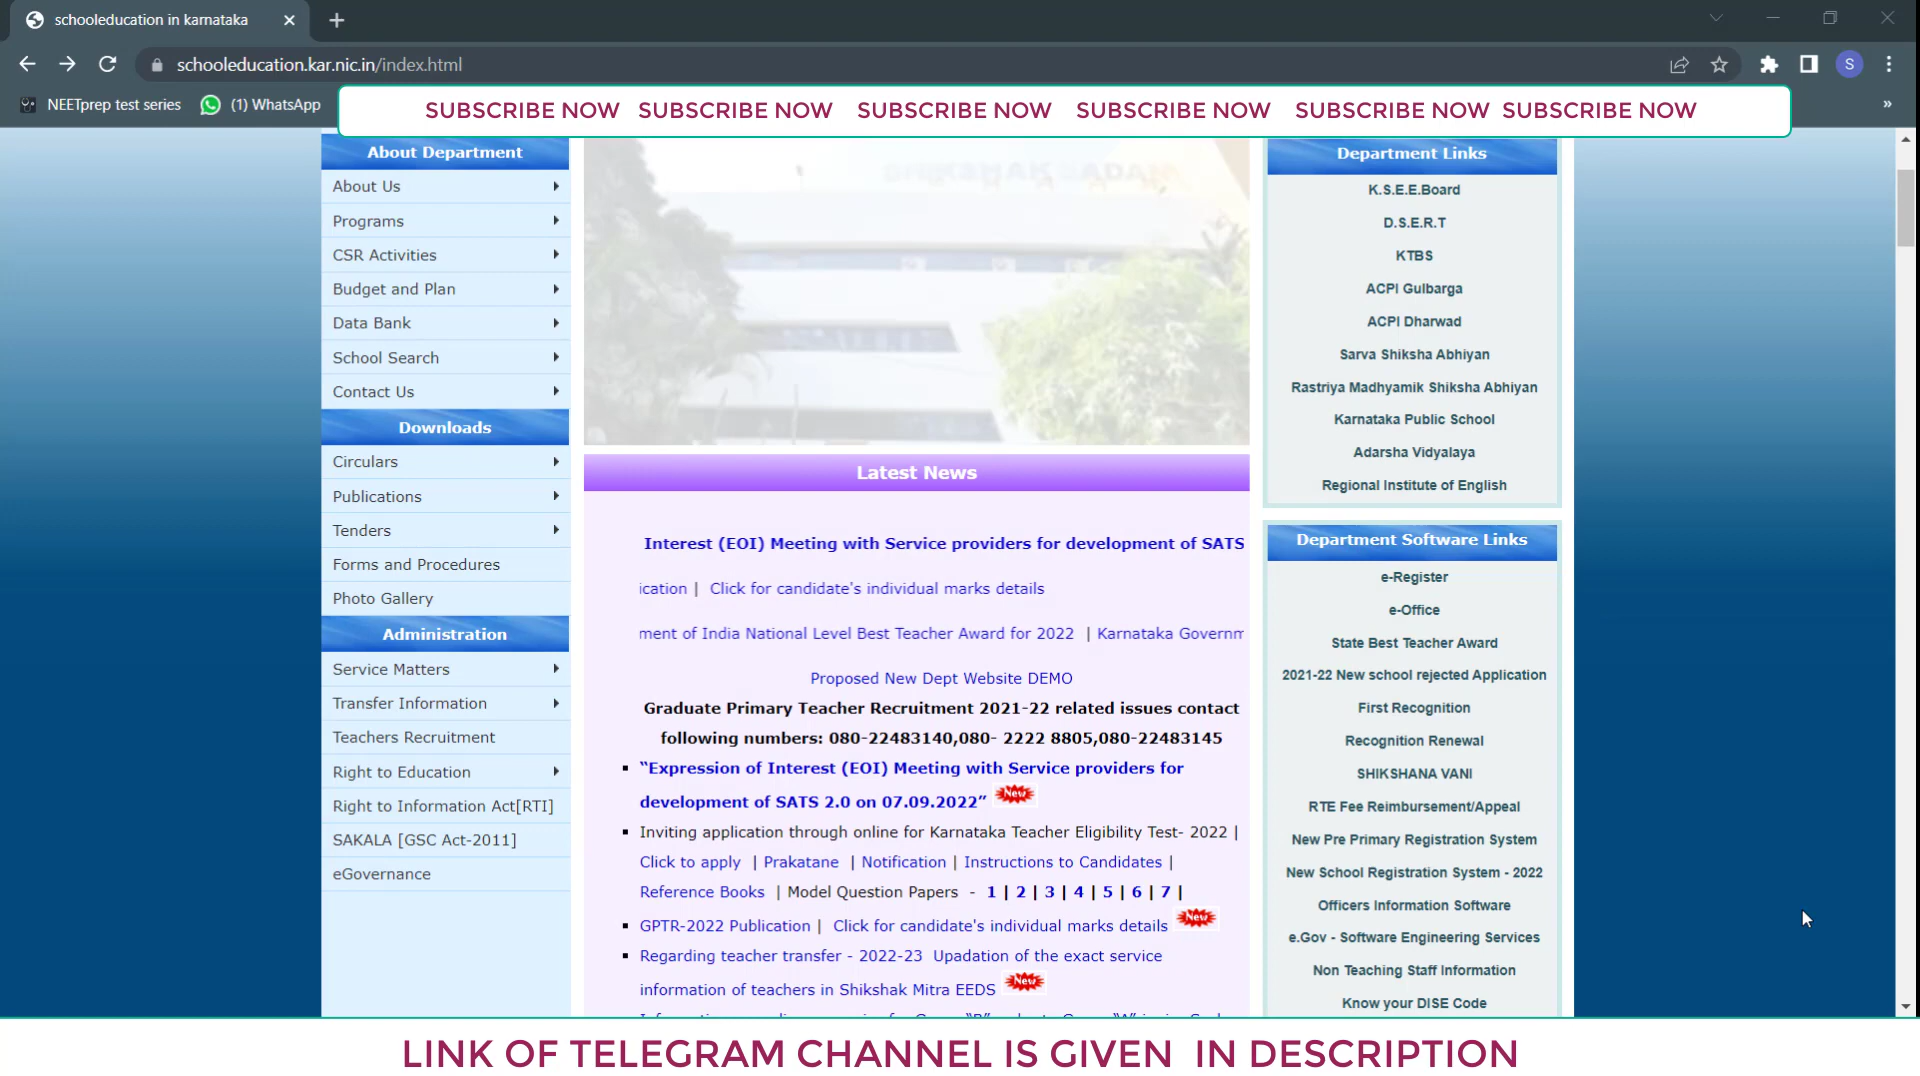 schooleducation in karnataka
schooleducation.kar.nic.in/index.html
S
NEETprep test series
(1) WhatsApp
»
SUBSCRIBE NOW SUBSCRIBE NOW SUBSCRIBE NOW SUBSCRIBE NOW SUBSCRIBE NOW SUBSCRIBE NOW
About Department
About Us
Programs
CSR Activities
Budget and Plan
Data Bank
School Search
Contact Us
Downloads
Circulars
Publications
Tenders
Forms and Procedures
Photo Gallery
Administration
Service Matters
Transfer Information
Teachers Recruitment
Right to Education
Right to Information Act[RTI]
SAKALA [GSC Act-2011]
eGovernance
SHIKSHAK SADAN
Latest News
Interest (EOI) Meeting with Service providers for development of SATS
ication | Click for candidate's individual marks details
ment of India National Level Best Teacher Award for 2022 | Karnataka Governm
Proposed New Dept Website DEMO
Graduate Primary Teacher Recruitment 2021-22 related issues contact
following numbers: 080-22483140,080- 2222 8805,080-22483145
“Expression of Interest (EOI) Meeting with Service providers for
development of SATS 2.0 on 07.09.2022” New
Inviting application through online for Karnataka Teacher Eligibility Test- 2022 |
Click to apply | Prakatane | Notification | Instructions to Candidates |
Reference Books | Model Question Papers - 1 | 2 | 3 | 4 | 5 | 6 | 7 |
GPTR-2022 Publication | Click for candidate's individual marks details New
Regarding teacher transfer - 2022-23 Upadation of the exact service
information of teachers in Shikshak Mitra EEDS New
Department Links
K.S.E.E.Board
D.S.E.R.T
KTBS
ACPI Gulbarga
ACPI Dharwad
Sarva Shiksha Abhiyan
Rastriya Madhyamik Shiksha Abhiyan
Karnataka Public School
Adarsha Vidyalaya
Regional Institute of English
Department Software Links
e-Register
e-Office
State Best Teacher Award
2021-22 New school rejected Application
First Recognition
Recognition Renewal
SHIKSHANA VANI
RTE Fee Reimbursement/Appeal
New Pre Primary Registration System
New School Registration System - 2022
Officers Information Software
e.Gov - Software Engineering Services
Non Teaching Staff Information
Know your DISE Code
LINK OF TELEGRAM CHANNEL IS GIVEN IN DESCRIPTION